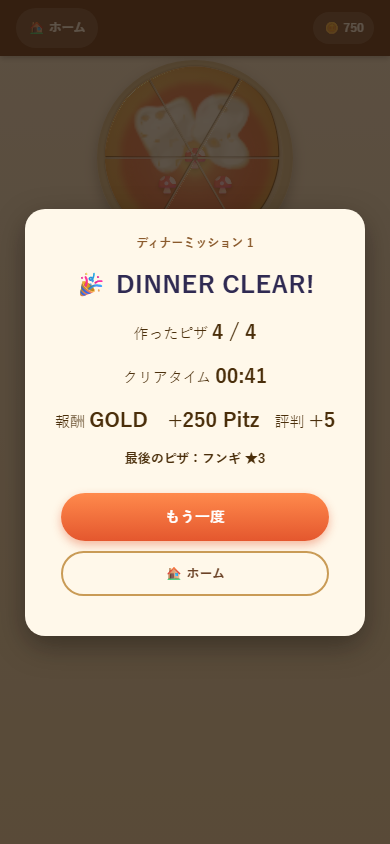 🏠 ホーム
750
ディナーミッション 1
🎉 DINNER CLEAR!
作ったピザ 4 / 4
クリアタイム 00:41
報酬 GOLD +250 Pitz 評判 +5
最後のピザ：フンギ ★3
もう一度
🏠 ホーム